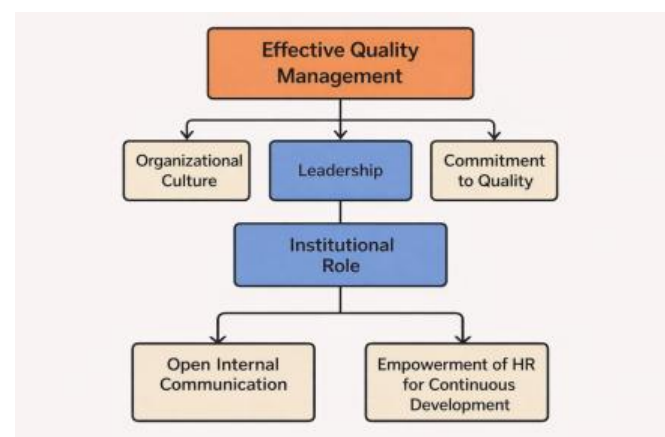 Effective Quality
Management
Organizational
Culture
Leadership
Commitment
to Quality
Institutional
Role
Open Internal
Communication
Empowerment of HR
for Continuous
Development